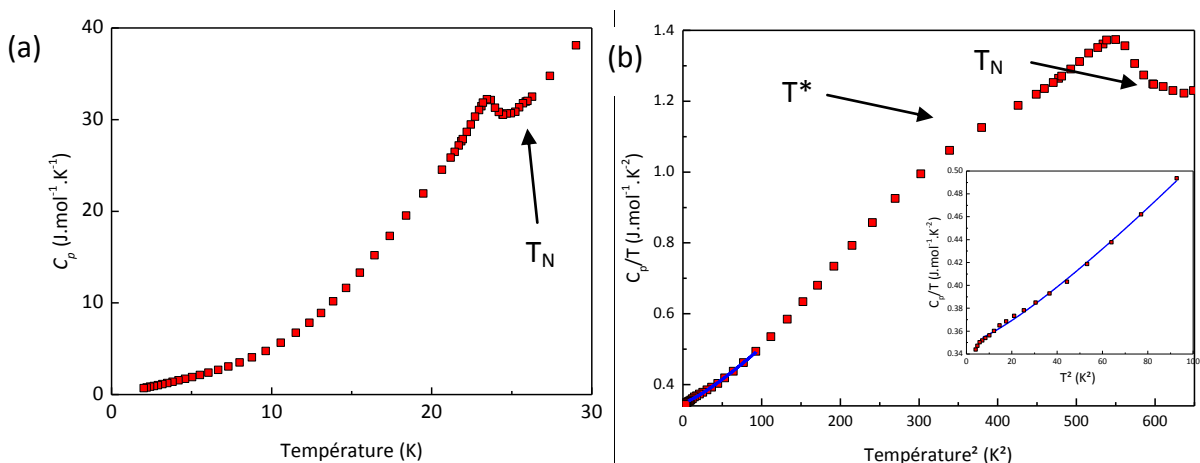 (a)
40
30
20
10
0
C_p (J.mol⁻¹.K⁻¹)
T_N
0 10 20 30
Température (K)
(b)
1.4
1.2
1.0
0.8
0.6
0.4
C_p/T (J.mol⁻¹.K⁻²)
T*
T_N
0 100 200 300 400 500 600
Température² (K²)
0.50
0.48
0.46
0.44
0.42
0.40
0.38
0.36
0.34
C_p/T (J.mol⁻¹.K⁻²)
0 20 40 60 80 100
T² (K²)